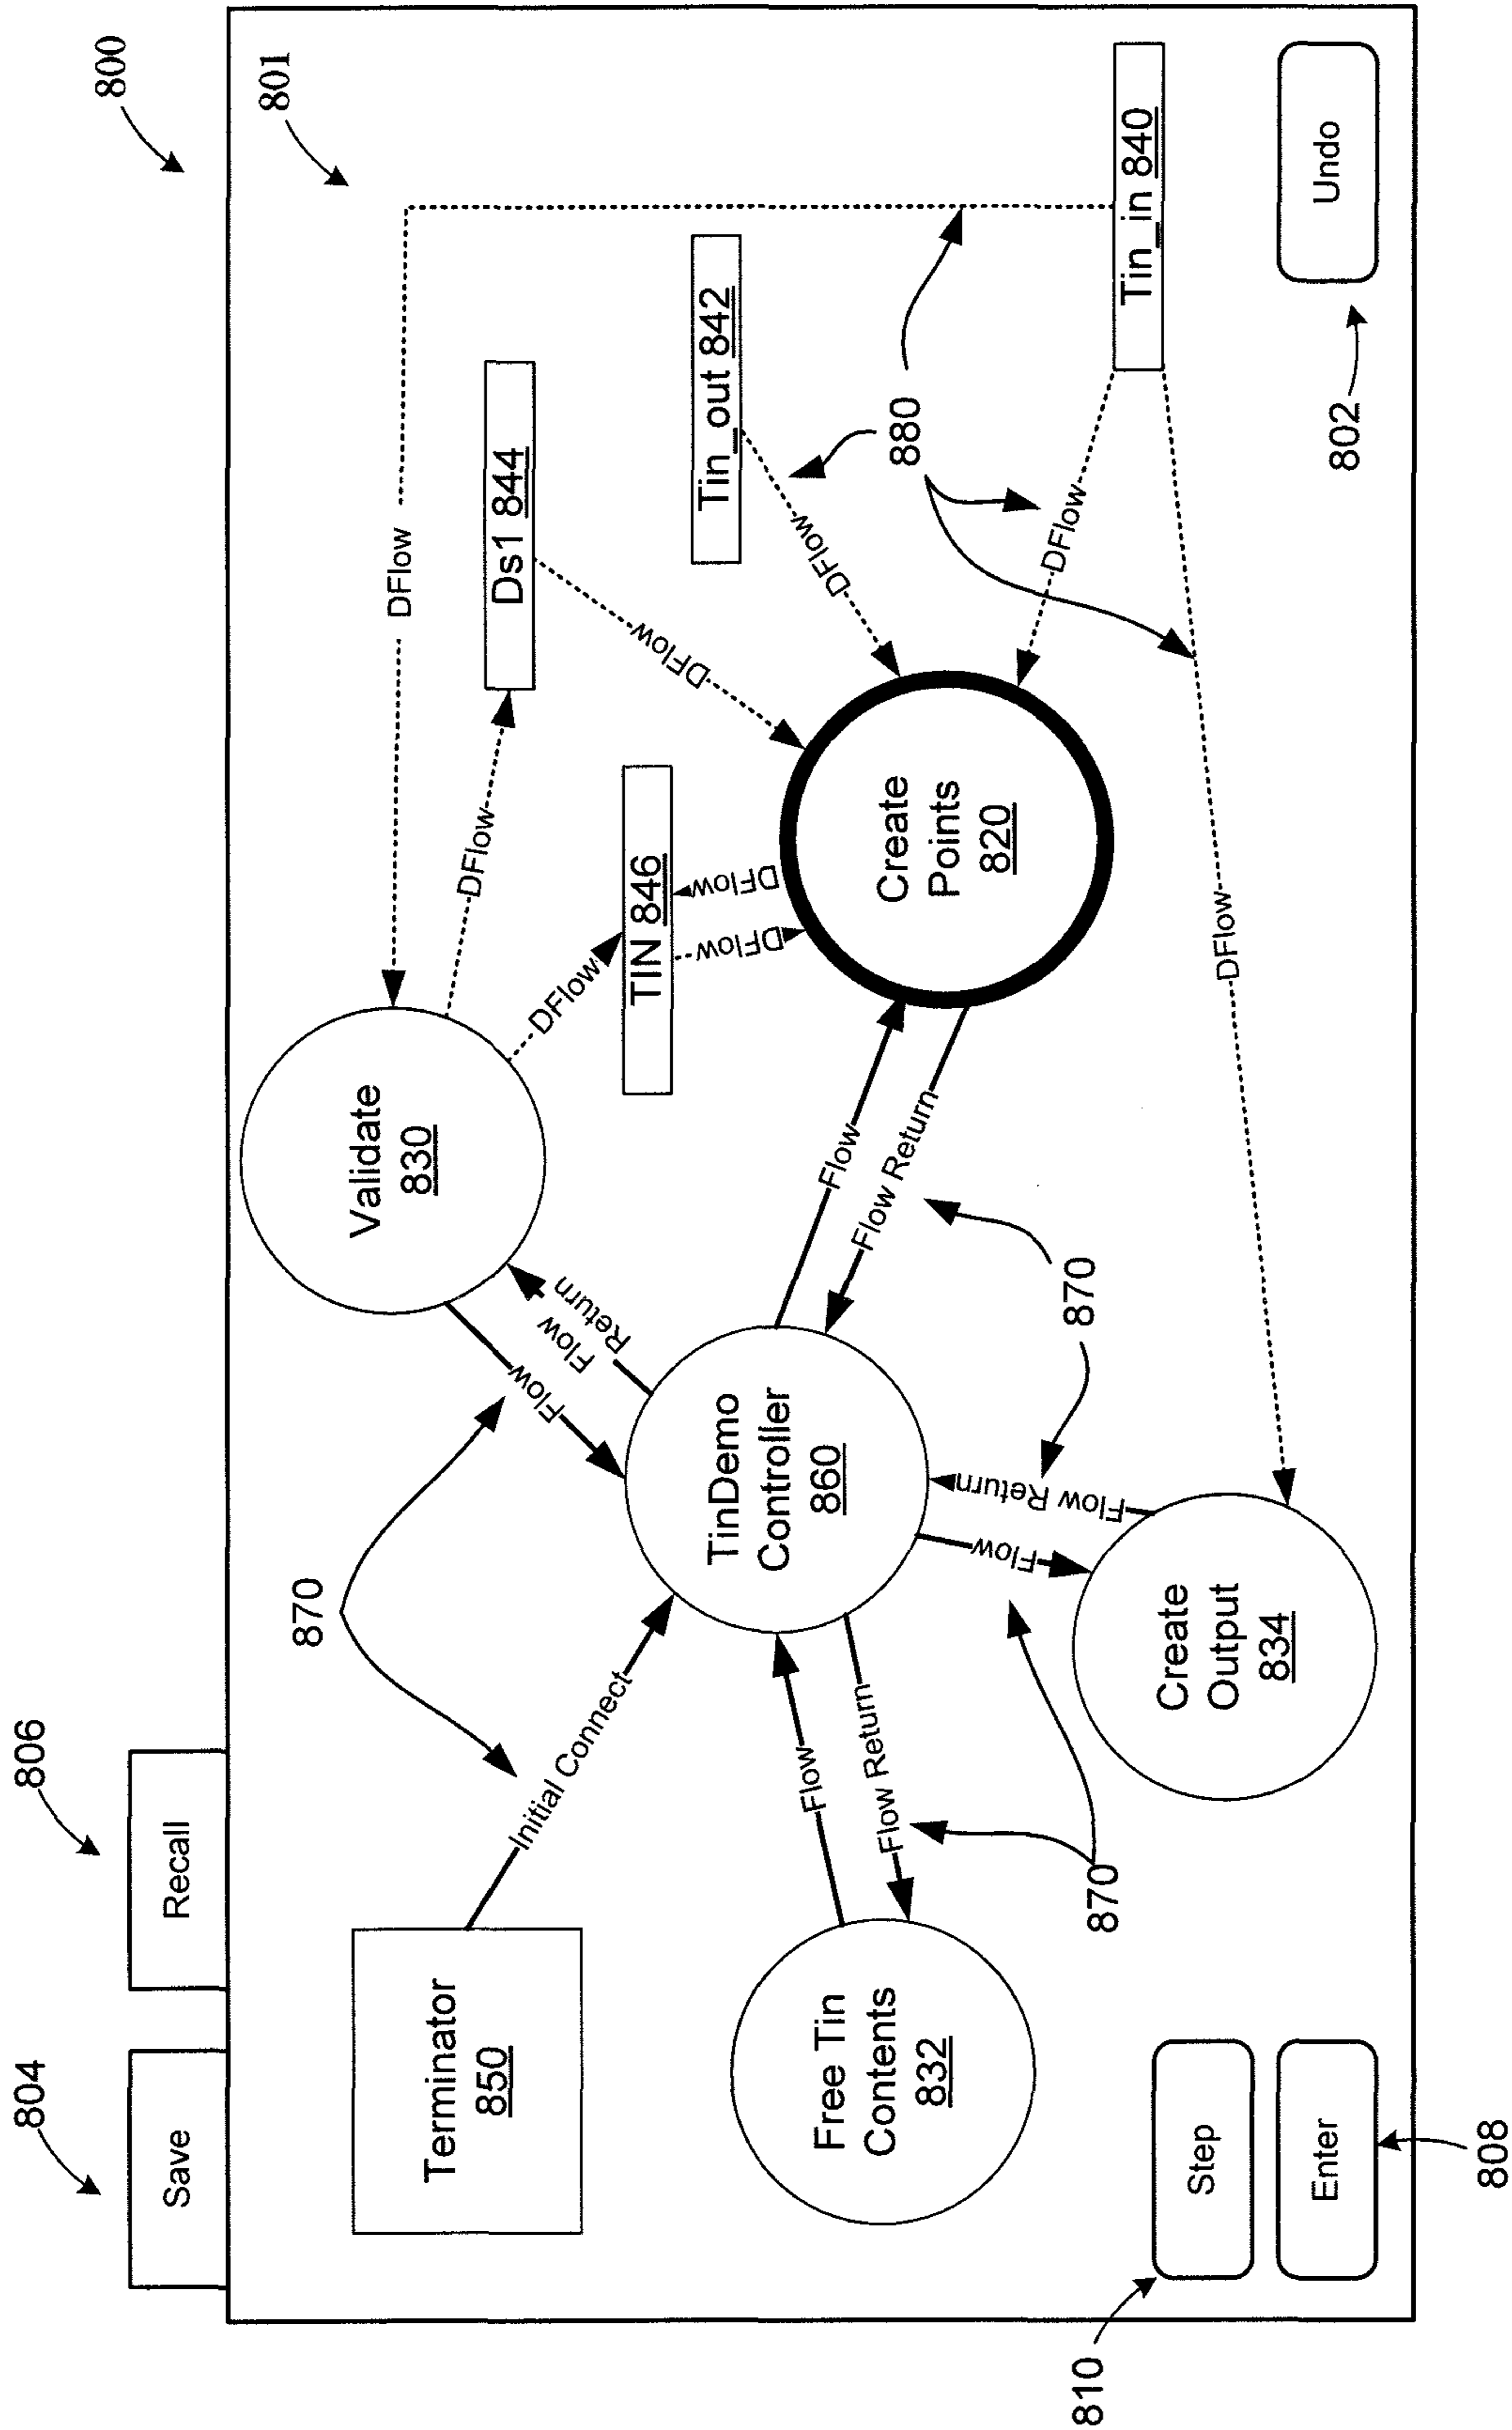 804
806
800
Save
Recall
801
Terminator
850
870
Initial Connect
Validate
830
DFlow
DFlow
DFlow
Ds1 844
Flow
Flow
Return
TIN 846
DFlow
DFlow
DFlow
Tin_out 842
DFlow
880
TinDemo
Controller
860
Flow
Flow Return
Create
Points
820
DFlow
Free Tin
Contents
832
Flow
Flow Return
870
870
Flow
Flow Return
Create
Output
834
DFlow
Tin_in 840
810
Step
Enter
808
802
Undo